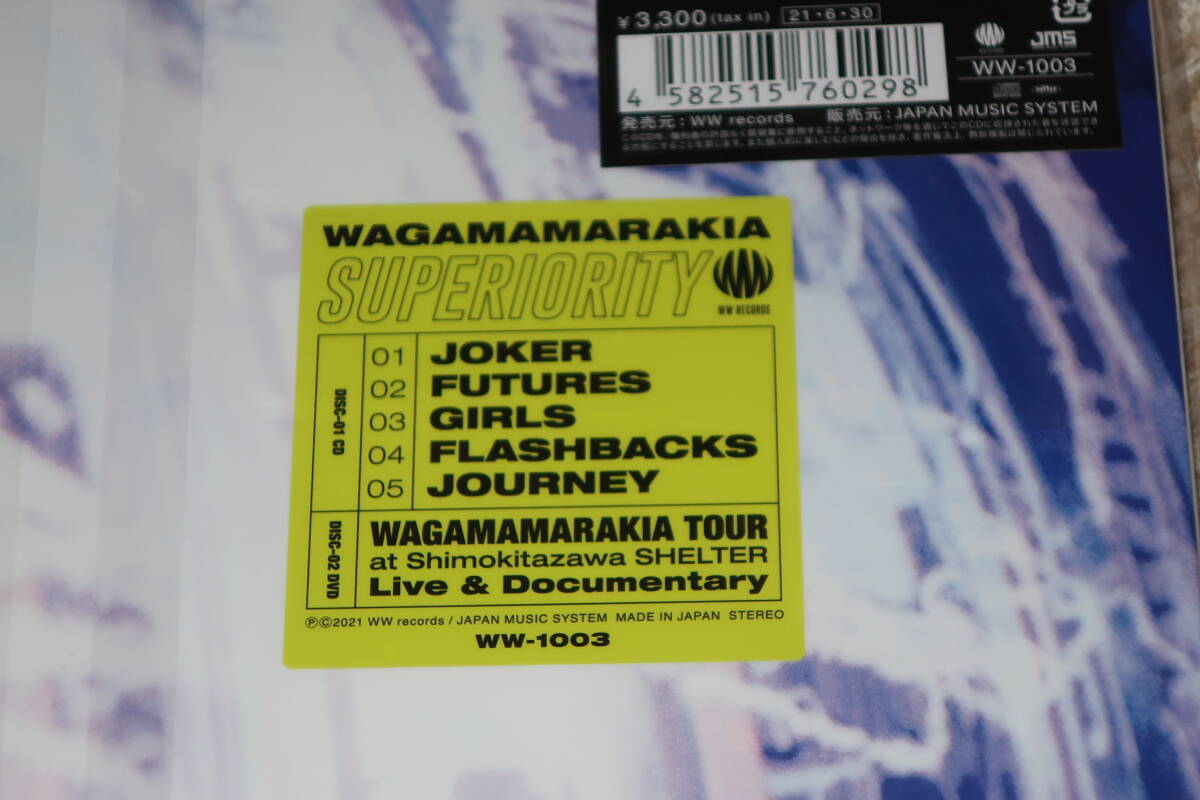 ¥3,300(tax in) 21・6・30
JMS
WW-1003
4 582515 760298
発売元：WW records 販売元：JAPAN MUSIC SYSTEM
WAGAMAMARAKIA
SUPERIORITY
WW RECORDS
DISC-01 CD
01 JOKER
02 FUTURES
03 GIRLS
04 FLASHBACKS
05 JOURNEY
DISC-02 DVD
WAGAMAMARAKIA TOUR
at Shimokitazawa SHELTER
Live & Documentary
ⓅⒸ2021 WW records / JAPAN MUSIC SYSTEM MADE IN JAPAN STEREO
WW-1003